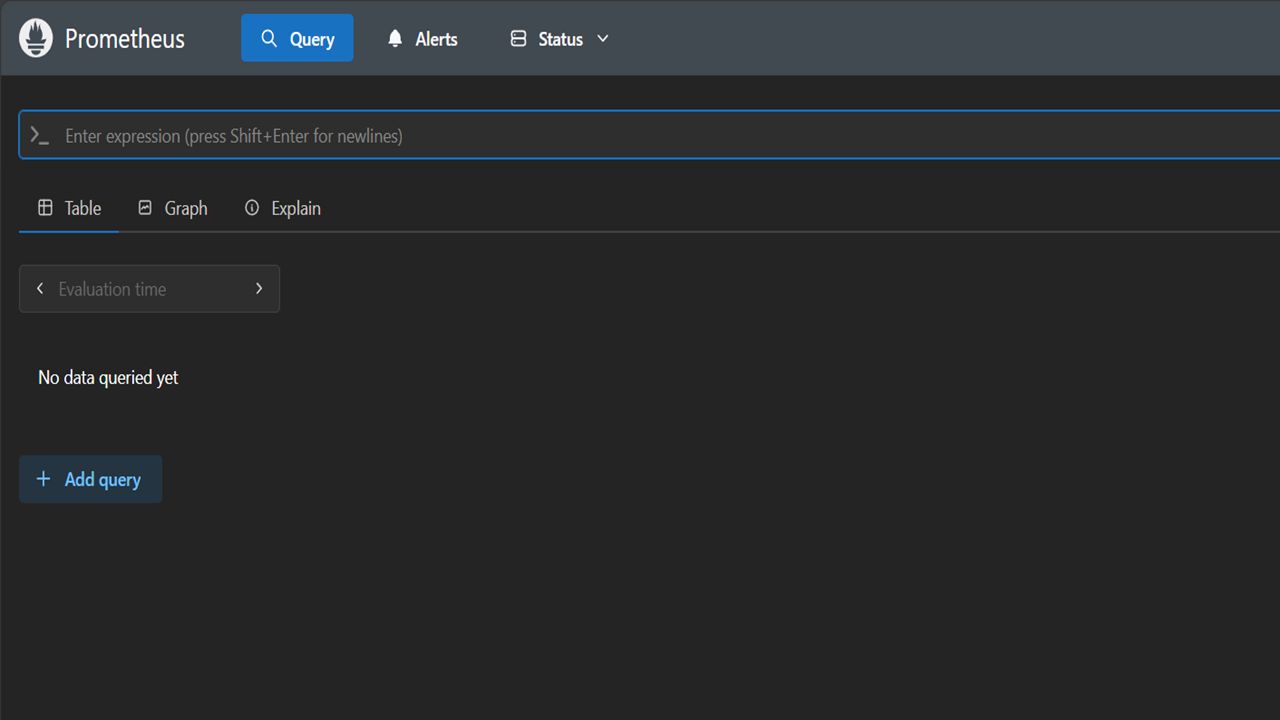 Prometheus Query Alerts Status
Enter expression (press Shift+Enter for newlines)
Table Graph Explain
Evaluation time
No data queried yet
Add query